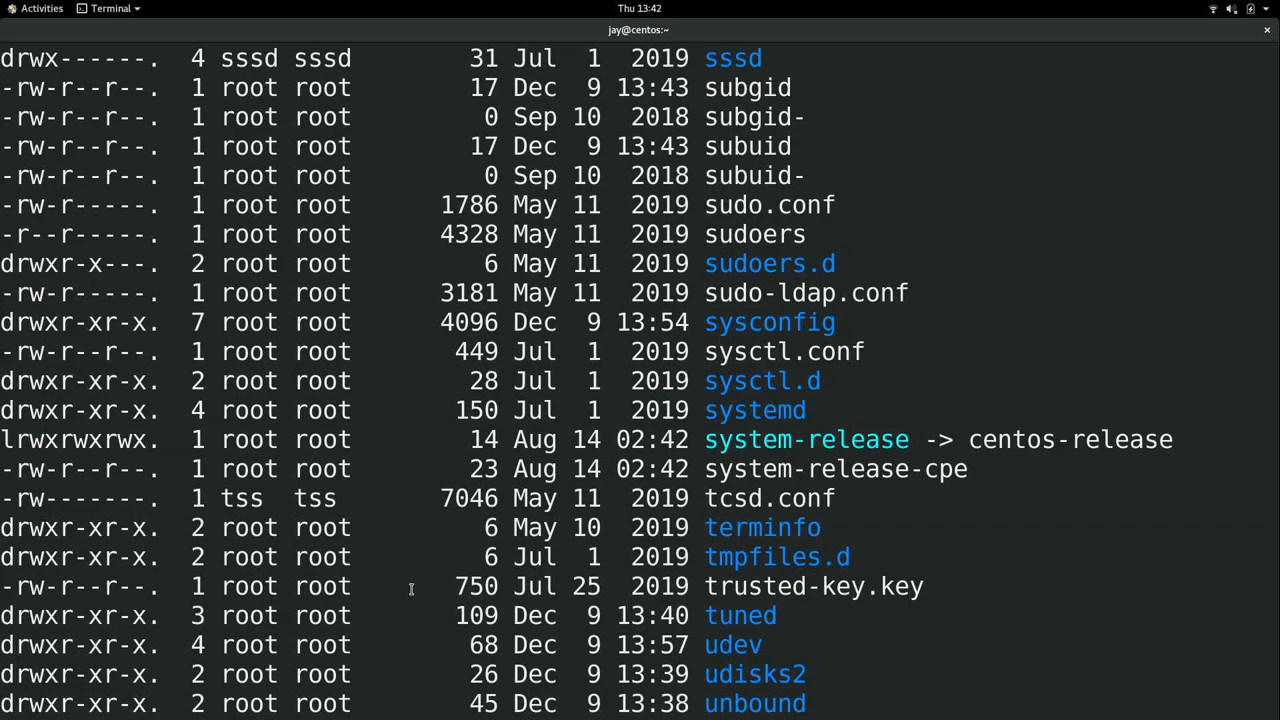 Activities Terminal Thu 13:42
jay@centos:~
drwx------. 4 sssd sssd 31 Jul 1 2019 sssd
-rw-r--r--. 1 root root 17 Dec 9 13:43 subgid
-rw-r--r--. 1 root root 0 Sep 10 2018 subgid-
-rw-r--r--. 1 root root 17 Dec 9 13:43 subuid
-rw-r--r--. 1 root root 0 Sep 10 2018 subuid-
-rw-r-----. 1 root root 1786 May 11 2019 sudo.conf
-r--r-----. 1 root root 4328 May 11 2019 sudoers
drwxr-x---. 2 root root 6 May 11 2019 sudoers.d
-rw-r-----. 1 root root 3181 May 11 2019 sudo-ldap.conf
drwxr-xr-x. 7 root root 4096 Dec 9 13:54 sysconfig
-rw-r--r--. 1 root root 449 Jul 1 2019 sysctl.conf
drwxr-xr-x. 2 root root 28 Jul 1 2019 sysctl.d
drwxr-xr-x. 4 root root 150 Jul 1 2019 systemd
lrwxrwxrwx. 1 root root 14 Aug 14 02:42 system-release -> centos-release
-rw-r--r--. 1 root root 23 Aug 14 02:42 system-release-cpe
-rw-------. 1 tss tss 7046 May 11 2019 tcsd.conf
drwxr-xr-x. 2 root root 6 May 10 2019 terminfo
drwxr-xr-x. 2 root root 6 Jul 1 2019 tmpfiles.d
-rw-r--r--. 1 root root 750 Jul 25 2019 trusted-key.key
drwxr-xr-x. 3 root root 109 Dec 9 13:40 tuned
drwxr-xr-x. 4 root root 68 Dec 9 13:57 udev
drwxr-xr-x. 2 root root 26 Dec 9 13:39 udisks2
drwxr-xr-x. 2 root root 45 Dec 9 13:38 unbound